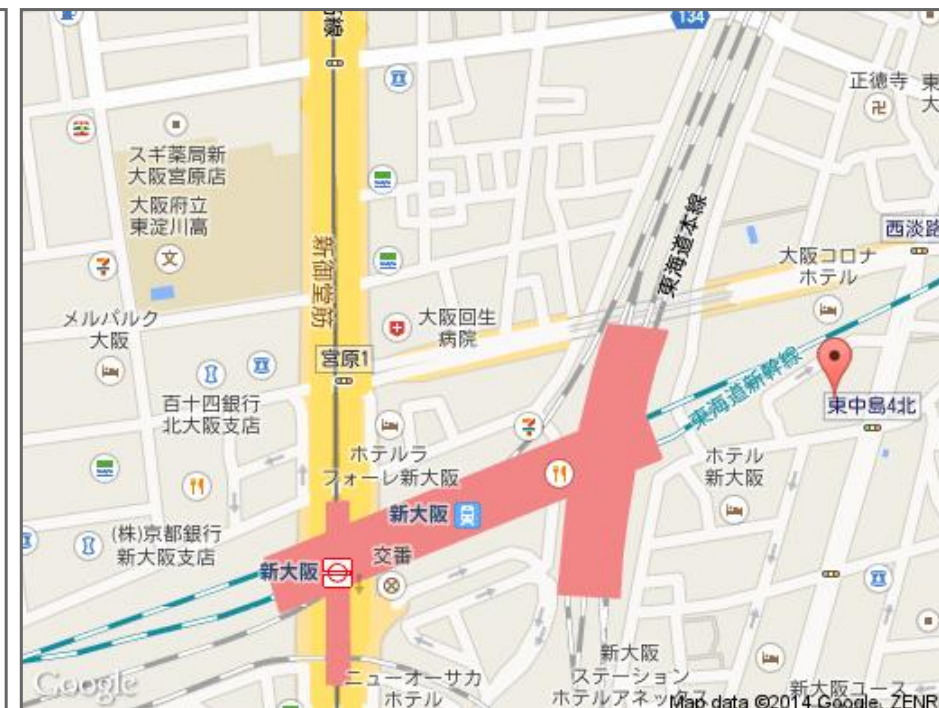 134
正徳寺
スギ薬局新
大阪宮原店
大阪府立
東淀川高
新御堂筋
東海道本線
西淡路
大阪コロナ
ホテル
メルパルク
大阪
大阪回生
病院
宮原1
東海道新幹線
東中島4北
百十四銀行
北大阪支店
ホテルラ
フォーレ新大阪
ホテル
新大阪
新大阪
(株)京都銀行
新大阪支店
交番
新大阪
ニューオーサカ
ホテル
新大阪
ステーション
ホテルアネックス
新大阪コース
Google
Map data ©2014 Google, ZENR